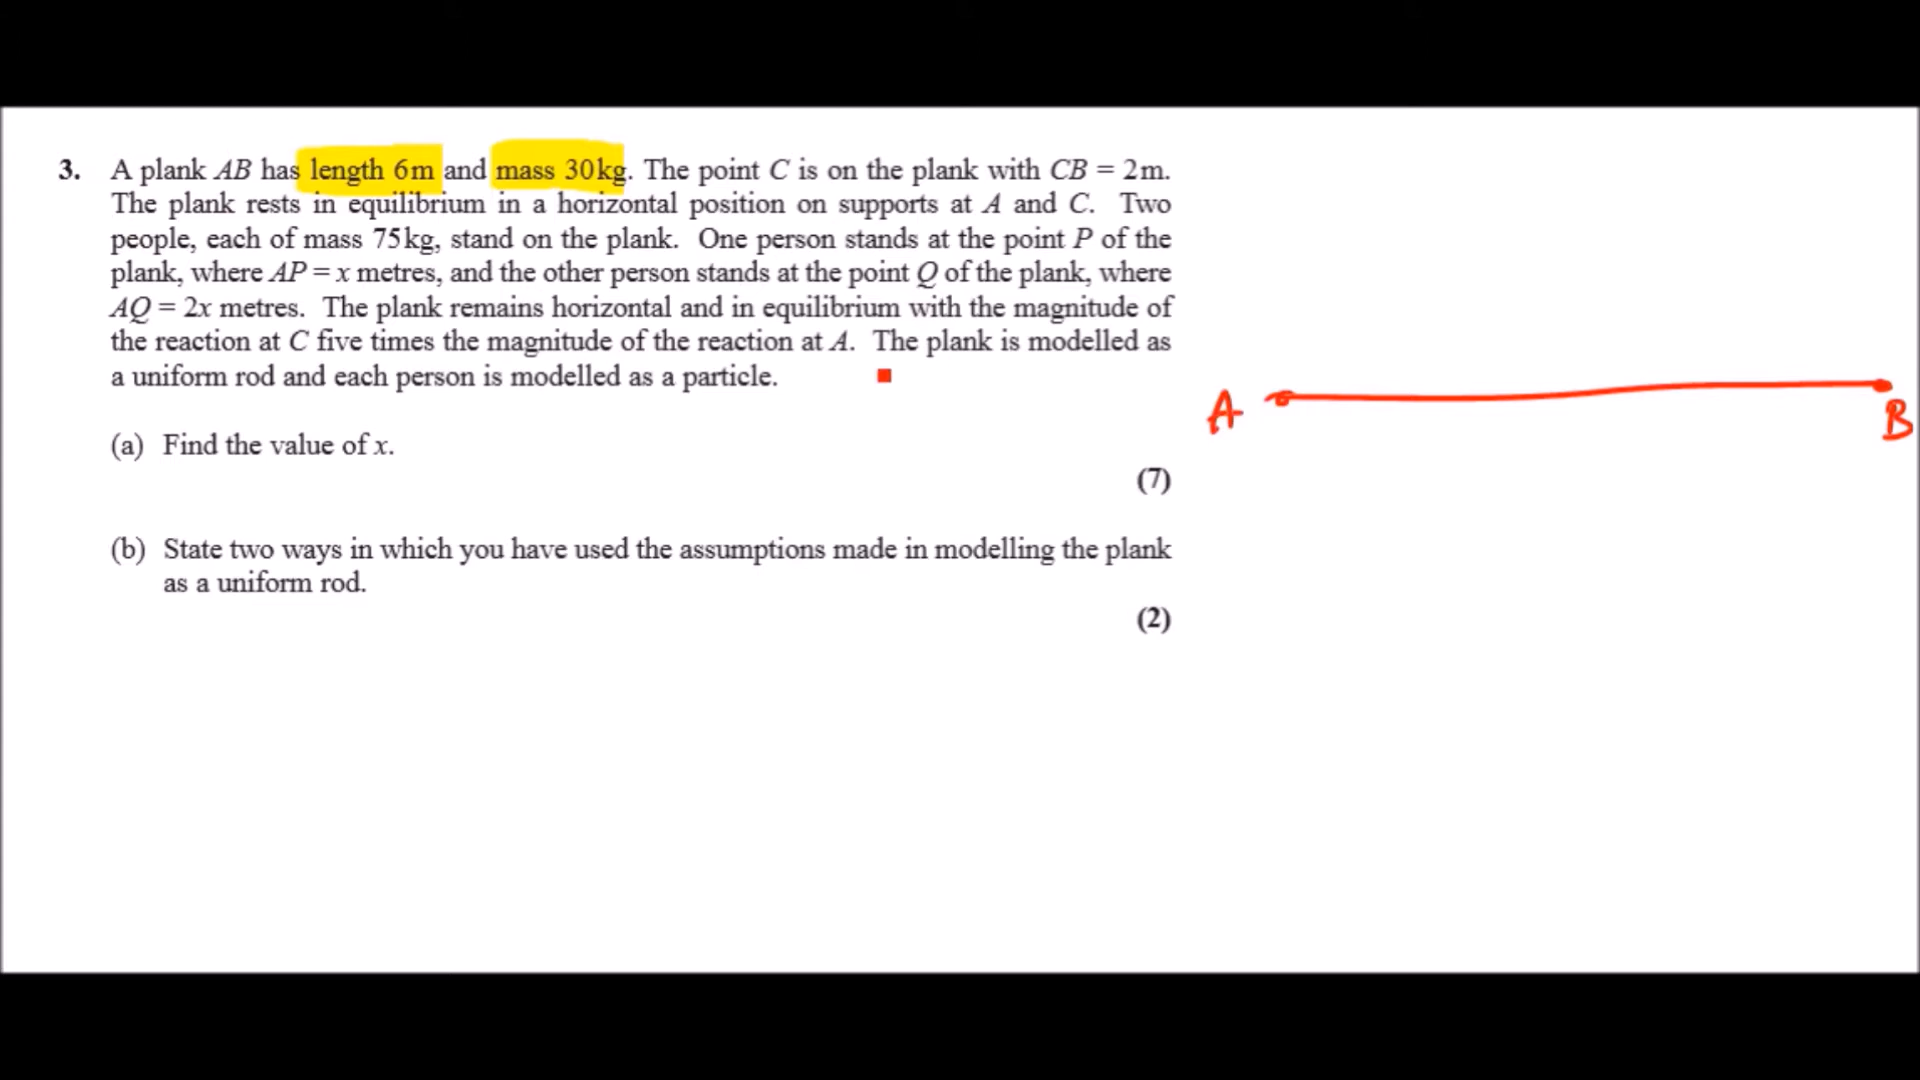 3. A plank AB has length 6m and mass 30kg. The point C is on the plank with CB = 2m.
The plank rests in equilibrium in a horizontal position on supports at A and C. Two
people, each of mass 75kg, stand on the plank. One person stands at the point P of the
plank, where AP = x metres, and the other person stands at the point Q of the plank, where
AQ = 2x metres. The plank remains horizontal and in equilibrium with the magnitude of
the reaction at C five times the magnitude of the reaction at A. The plank is modelled as
a uniform rod and each person is modelled as a particle.
A
B
(a) Find the value of x.
(7)
(b) State two ways in which you have used the assumptions made in modelling the plank
as a uniform rod.
(2)